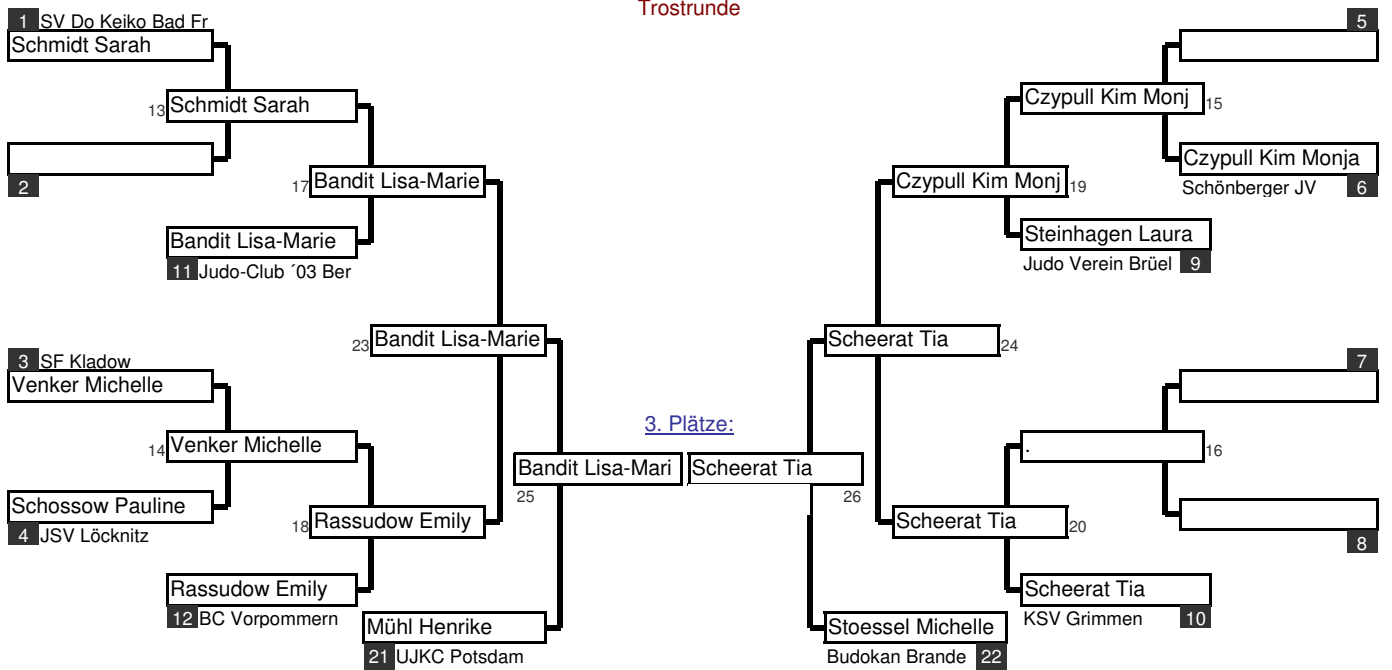 Trostrunde
1 SV Do Keiko Bad Fr
Schmidt Sarah
13 Schmidt Sarah
2
17 Bandit Lisa-Marie
Bandit Lisa-Marie
11 Judo-Club ´03 Ber
23 Bandit Lisa-Marie
3 SF Kladow
Venker Michelle
14 Venker Michelle
Schossow Pauline
4 JSV Löcknitz
18 Rassudow Emily
Rassudow Emily
12 BC Vorpommern
Mühl Henrike
21 UJKC Potsdam
3. Plätze:
Bandit Lisa-Mari
25
Scheerat Tia
26
5
Czypull Kim Monj 15
Czypull Kim Monja
Schönberger JV 6
Czypull Kim Monj 19
Steinhagen Laura
Judo Verein Brüel 9
Scheerat Tia 24
7
. 16
8
Scheerat Tia 20
Scheerat Tia
KSV Grimmen 10
Stoessel Michelle
Budokan Brande 22